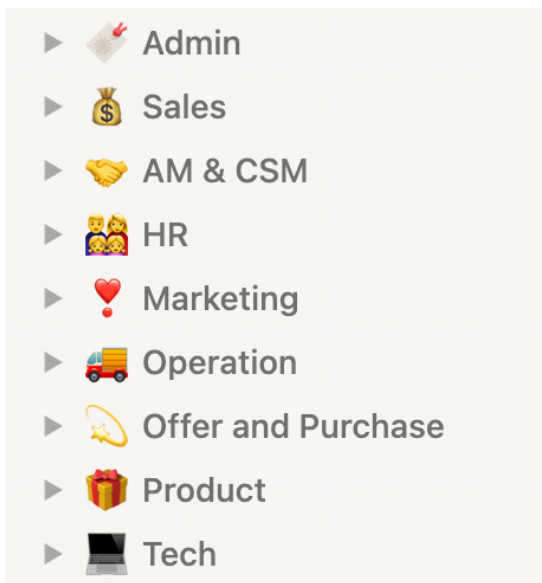 Admin
Sales
AM & CSM
HR
Marketing
Operation
Offer and Purchase
Product
Tech